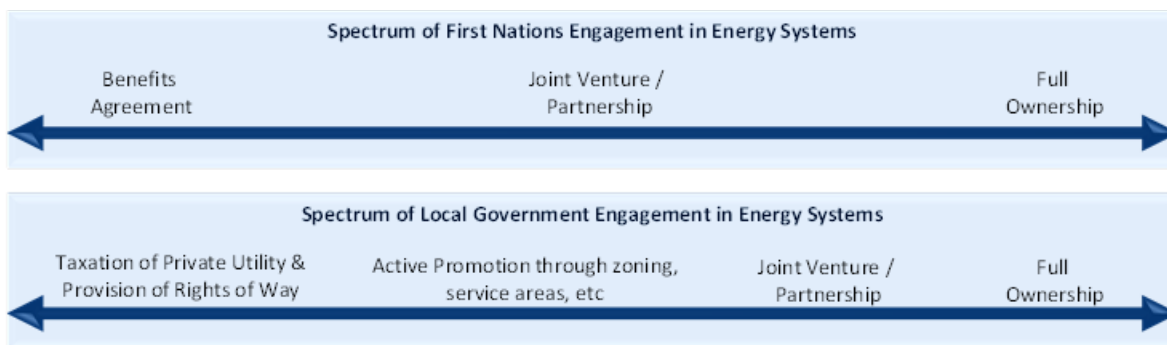 Spectrum of First Nations Engagement in Energy Systems
Benefits
Agreement
Joint Venture /
Partnership
Full
Ownership
Spectrum of Local Government Engagement in Energy Systems
Taxation of Private Utility &
Provision of Rights of Way
Active Promotion through zoning,
service areas, etc
Joint Venture /
Partnership
Full
Ownership